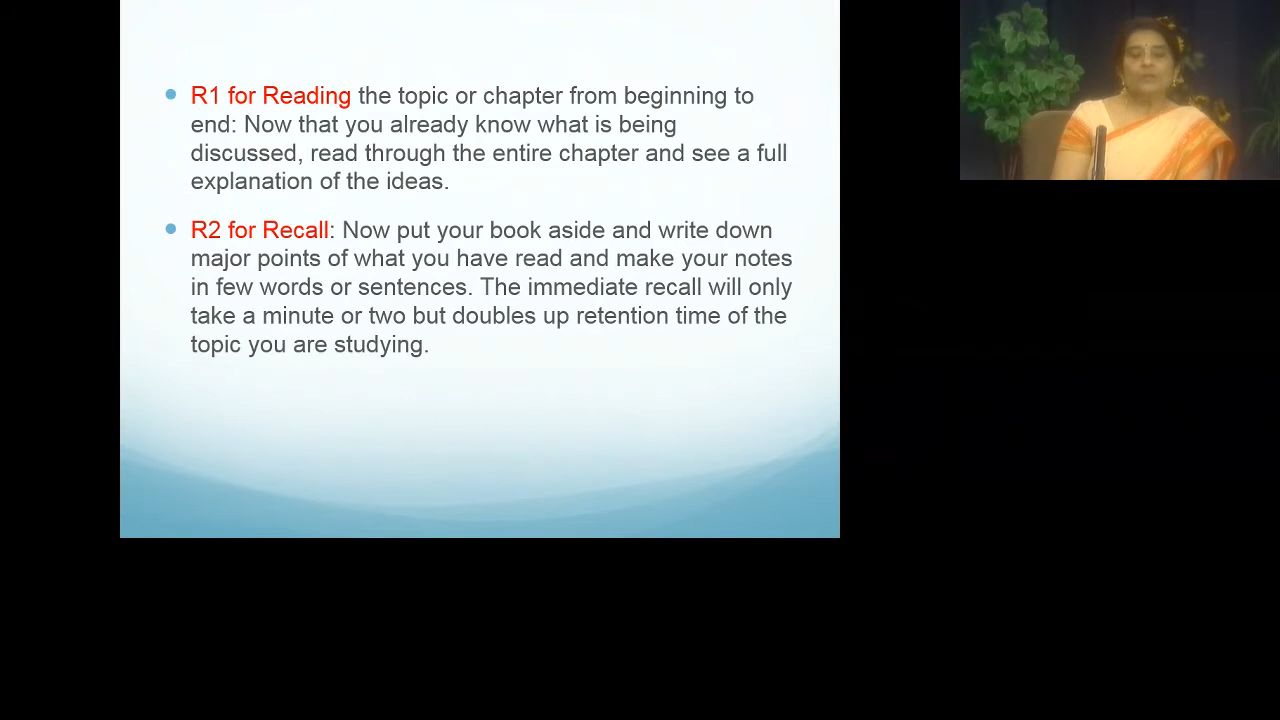 R1 for Reading the topic or chapter from beginning to
end: Now that you already know what is being
discussed, read through the entire chapter and see a full
explanation of the ideas.
R2 for Recall: Now put your book aside and write down
major points of what you have read and make your notes
in few words or sentences. The immediate recall will only
take a minute or two but doubles up retention time of the
topic you are studying.